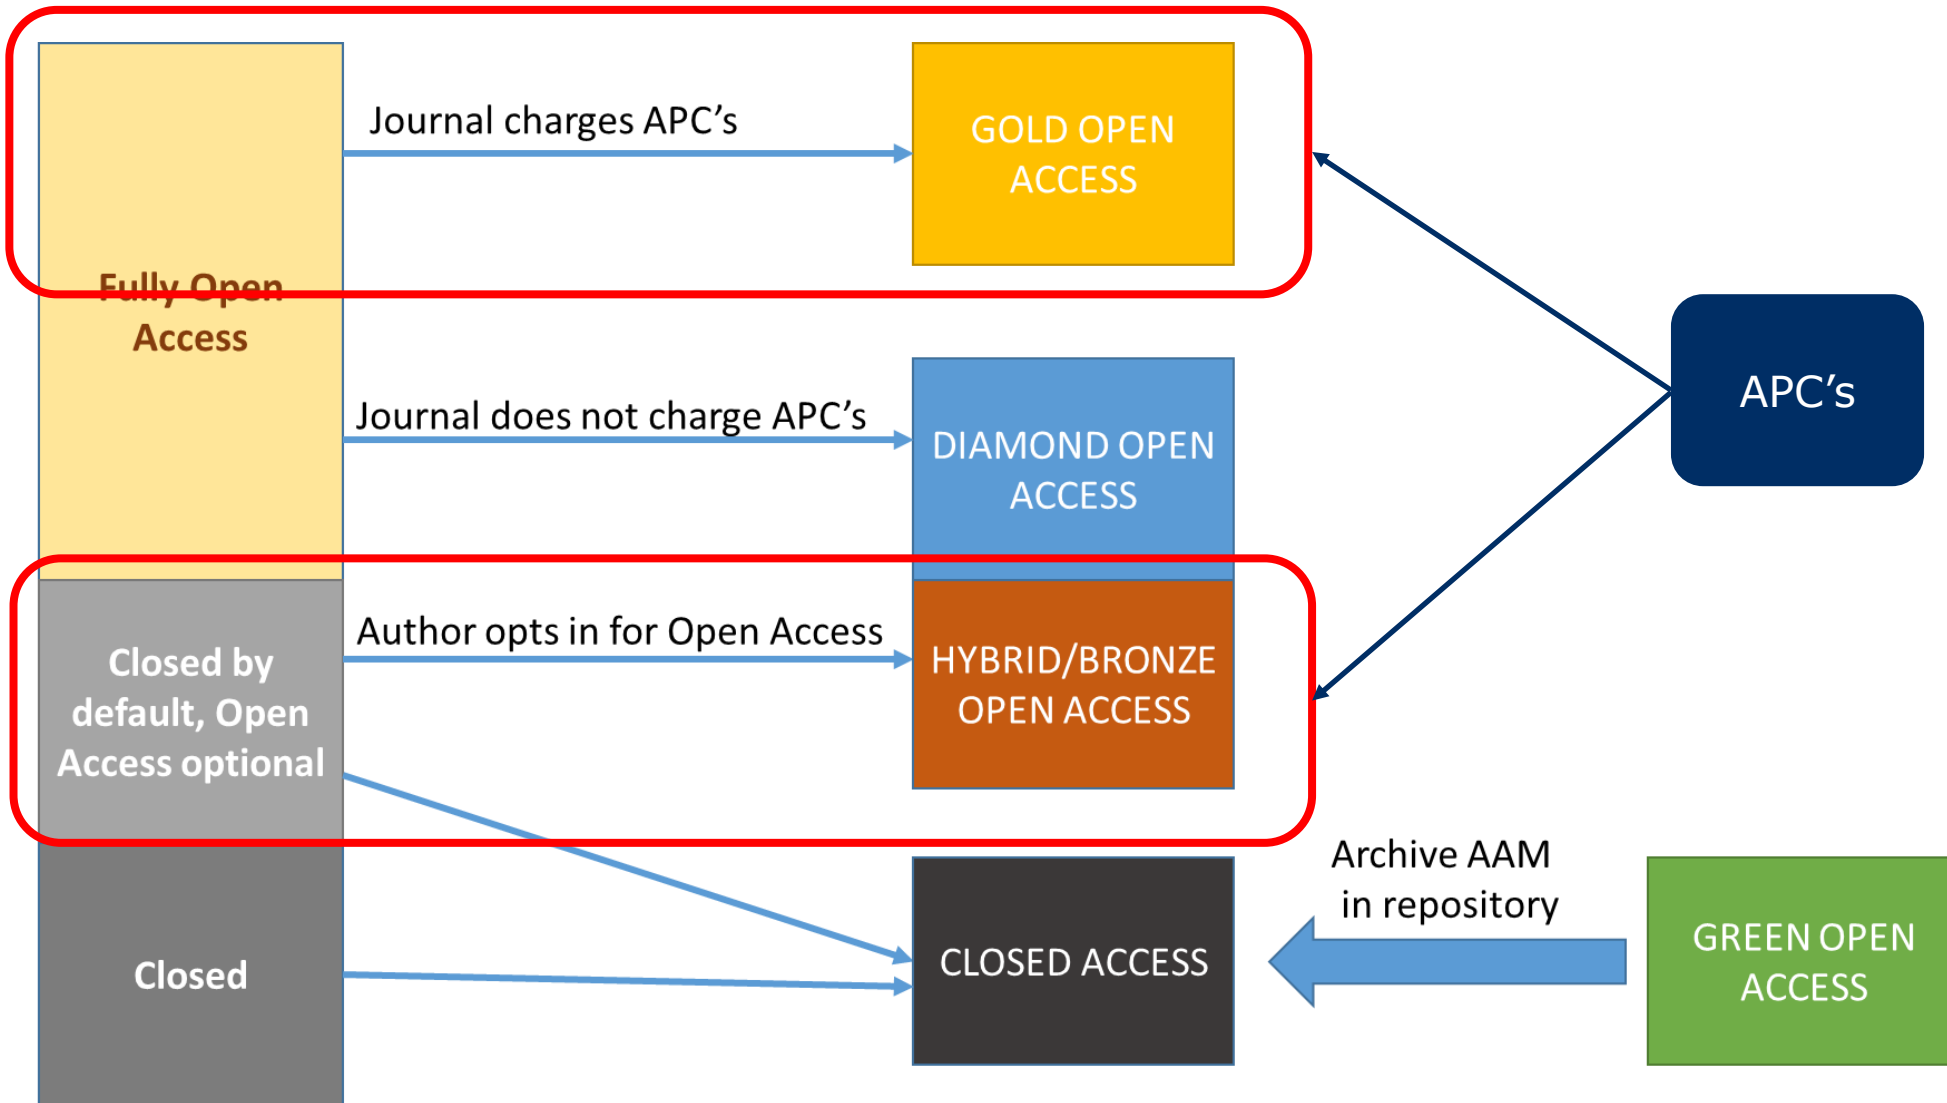 Journal charges APC’s
GOLD OPEN
ACCESS
Fully Open
Access
Journal does not charge APC’s
DIAMOND OPEN
ACCESS
APC’s
Closed by
default, Open
Access optional
Author opts in for Open Access
HYBRID/BRONZE
OPEN ACCESS
Closed
CLOSED ACCESS
Archive AAM
in repository
GREEN OPEN
ACCESS